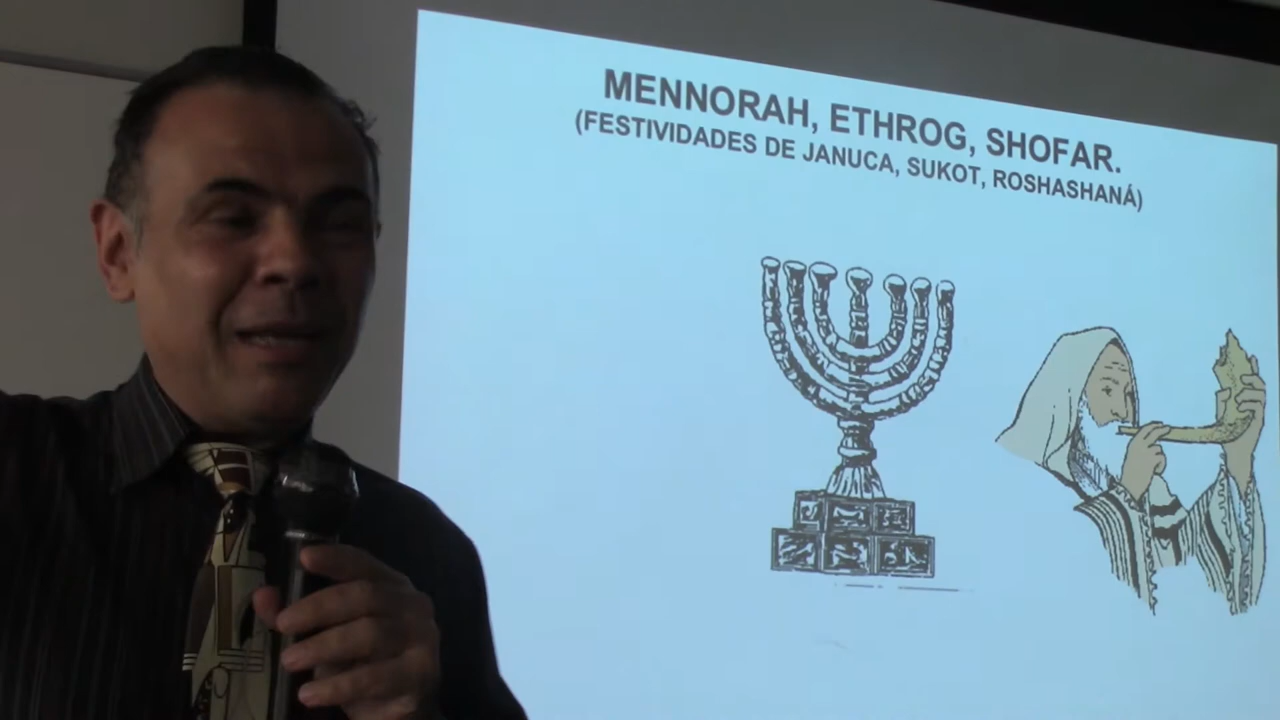 MENNORAH, ETHROG, SHOFAR.
(FESTIVIDADES DE JANUCA, SUKOT, ROSHASHANÁ)